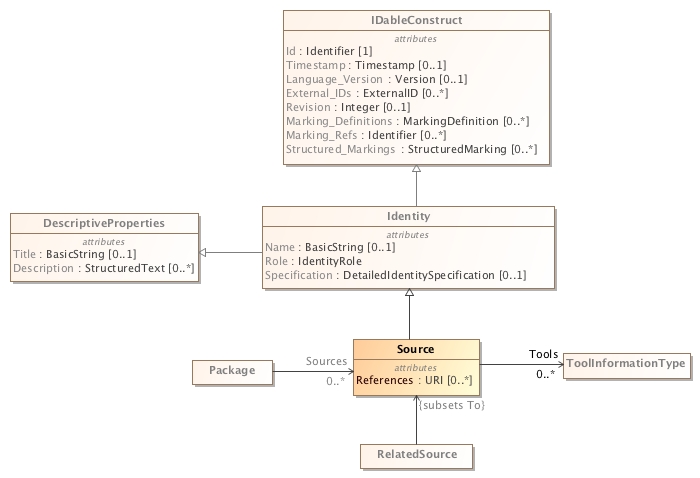 IDableConstruct
attributes
Id : Identifier [1]
Timestamp : Timestamp [0..1]
Language_Version : Version [0..1]
External_IDs : ExternalID [0..*]
Revision : Integer [0..1]
Marking_Definitions : MarkingDefinition [0..*]
Marking_Refs : Identifier [0..*]
Structured_Markings : StructuredMarking [0..*]
DescriptiveProperties
attributes
Title : BasicString [0..1]
Description : StructuredText [0..*]
Identity
attributes
Name : BasicString [0..1]
Role : IdentityRole
Specification : DetailedIdentitySpecification [0..1]
Package
Sources
0..*
Source
attributes
References : URI [0..*]
Tools
0..*
ToolInformationType
{subsets To}
RelatedSource